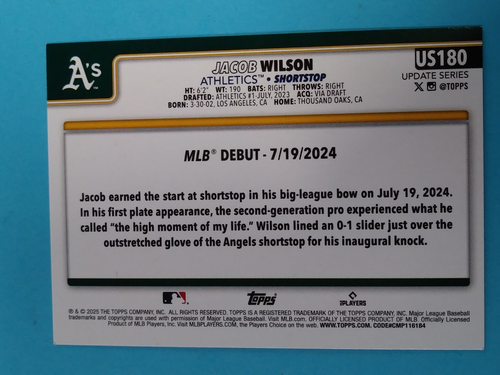 A's
JACOB WILSON
US180
ATHLETICS™ • SHORTSTOP
UPDATE SERIES
HT: 6'2" WT: 190 BATS: RIGHT THROWS: RIGHT
@TOPPS
DRAFTED: ATHLETICS #1-JULY, 2023 ACQ: VIA DRAFT
BORN: 3-30-02, LOS ANGELES, CA HOME: THOUSAND OAKS, CA
MLB® DEBUT - 7/19/2024
Jacob earned the start at shortstop in his big-league bow on July 19, 2024.
In his first plate appearance, the second-generation pro experienced what he
called "the high moment of my life." Wilson lined an 0-1 slider just over the
outstretched glove of the Angels shortstop for his inaugural knock.
Topps
PLAYERS
® & © 2025 THE TOPPS COMPANY, INC. ALL RIGHTS RESERVED. TOPPS IS A REGISTERED TRADEMARK OF THE TOPPS COMPANY, INC. Major League Baseball
trademarks and copyrights are used with permission of Major League Baseball. Visit MLB.com. OFFICIALLY LICENSED PRODUCT OF MLB. Officially Licensed
Product of MLB Players, Inc. Visit MLBPLAYERS.COM, the Players Choice on the web. WWW.TOPPS.COM. CODE#CMP116184